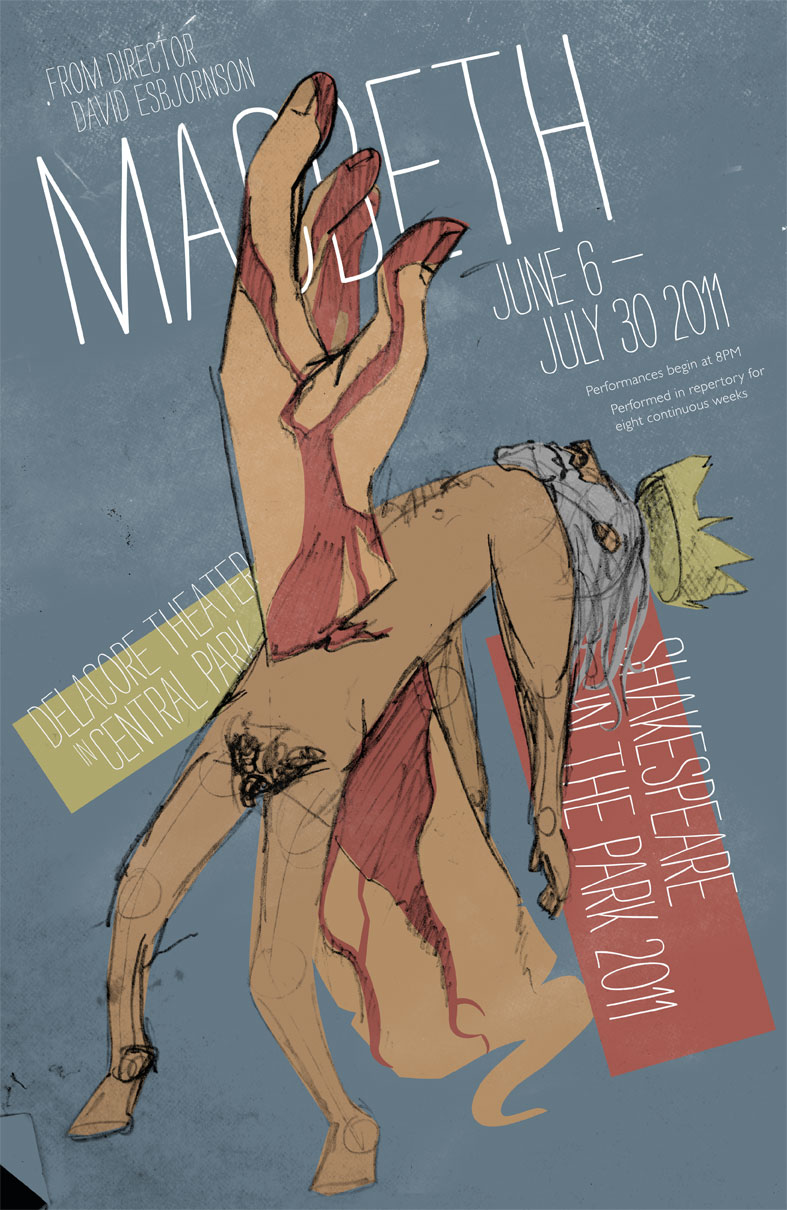 FROM DIRECTOR
DAVID ESBJORNSON
MACBETH
JUNE 6 –
JULY 30 2011
Performances begin at 8PM
Performed in repertory for
eight continuous weeks
DELACORE THEATER
IN CENTRAL PARK
SHAKESPEARE
IN THE PARK 2011